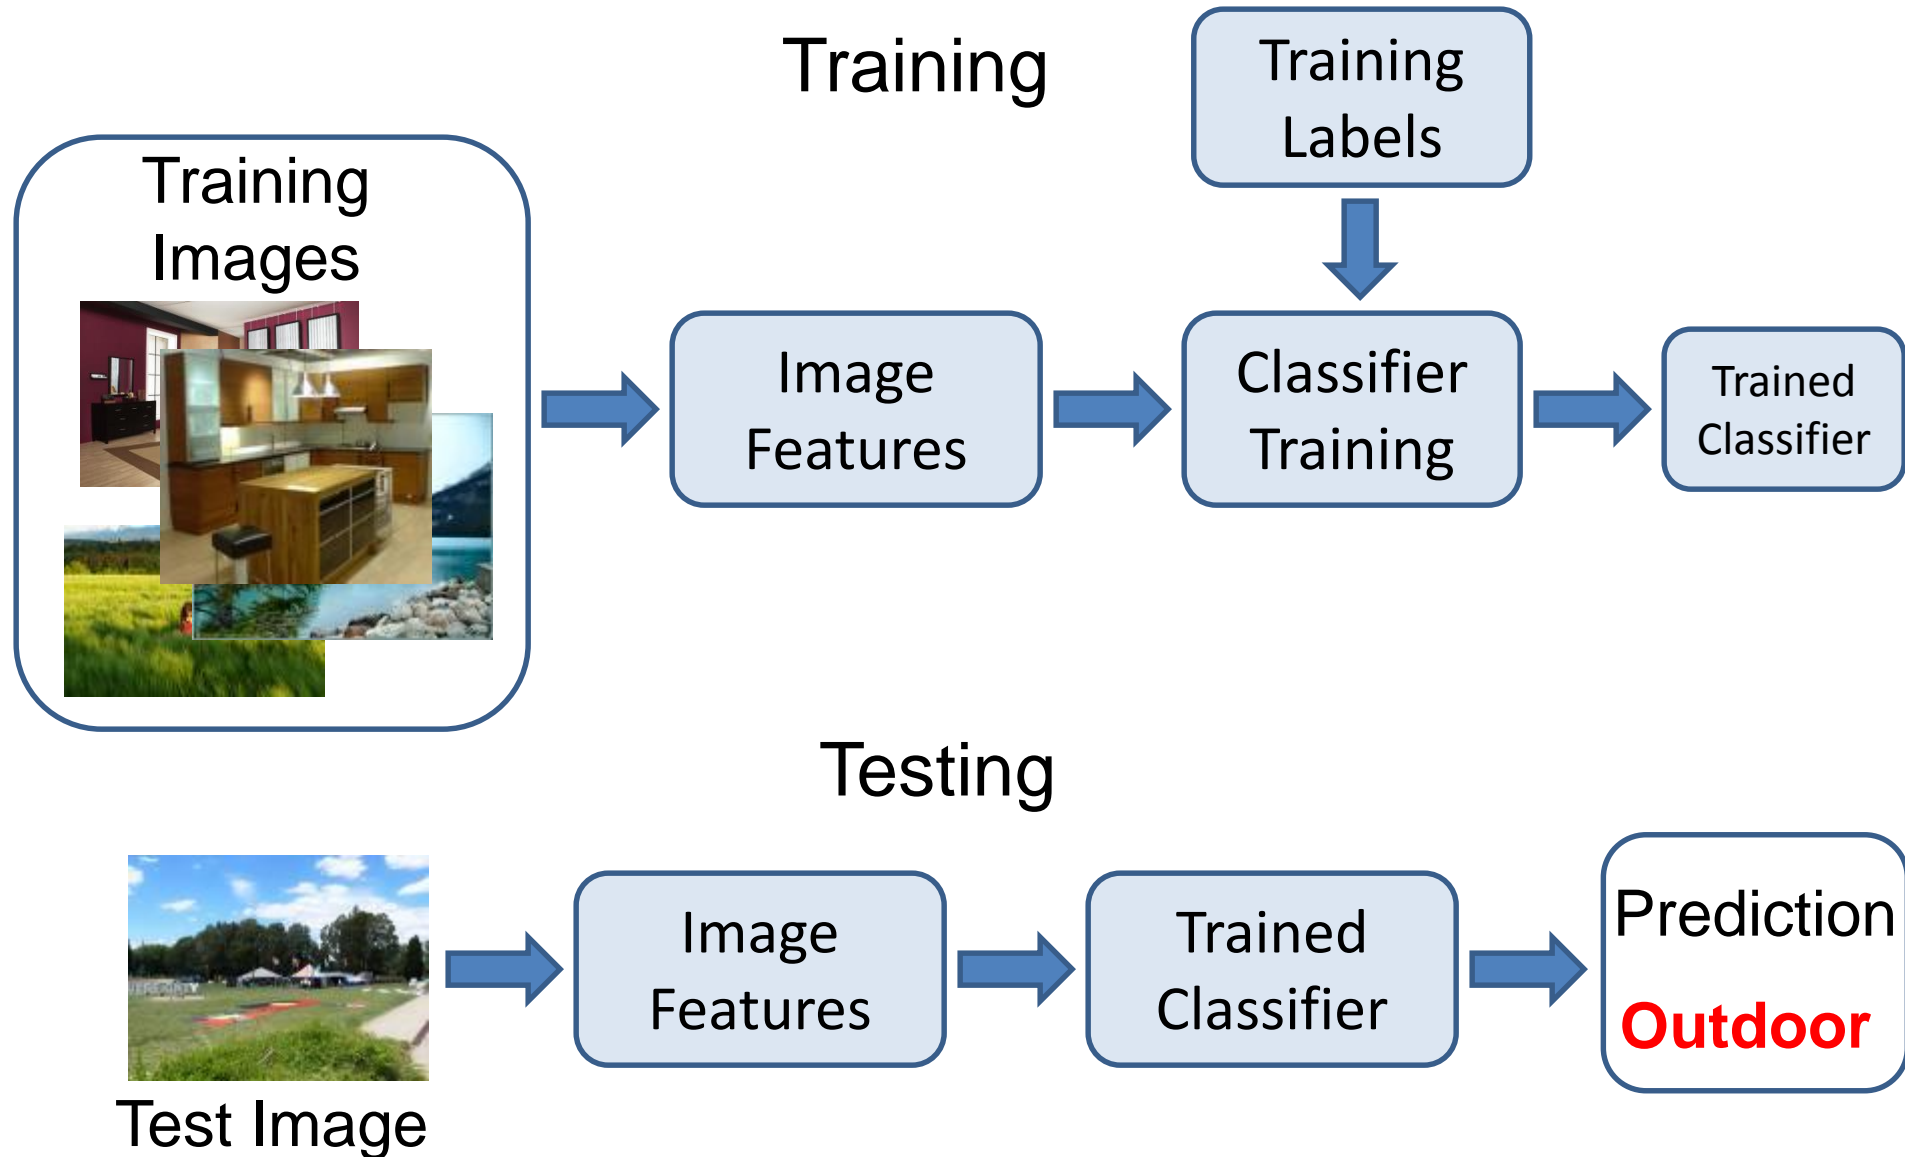 Training
Training
Labels
Training
Images
Image
Features
Classifier
Training
Trained
Classifier
Testing
Test Image
Image
Features
Trained
Classifier
Prediction
Outdoor